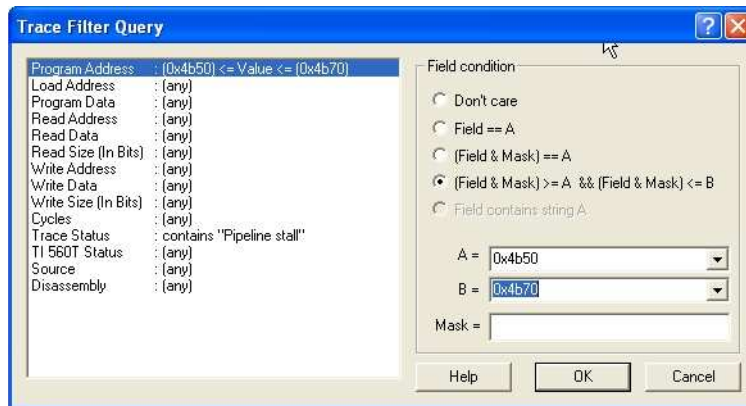 Trace Filter Query
Program Address : (0x4b50) <= Value <= (0x4b70)
Load Address : (any)
Program Data : (any)
Read Address : (any)
Read Data : (any)
Read Size (In Bits) : (any)
Write Address : (any)
Write Data : (any)
Write Size (In Bits) : (any)
Cycles : (any)
Trace Status : contains "Pipeline stall"
TI 560T Status : (any)
Source : (any)
Disassembly : (any)
Field condition
Don't care
Field == A
(Field & Mask) == A
(Field & Mask) >= A && (Field & Mask) <= B
Field contains string A
A = 0x4b50
B = 0x4b70
Mask =
Help OK Cancel